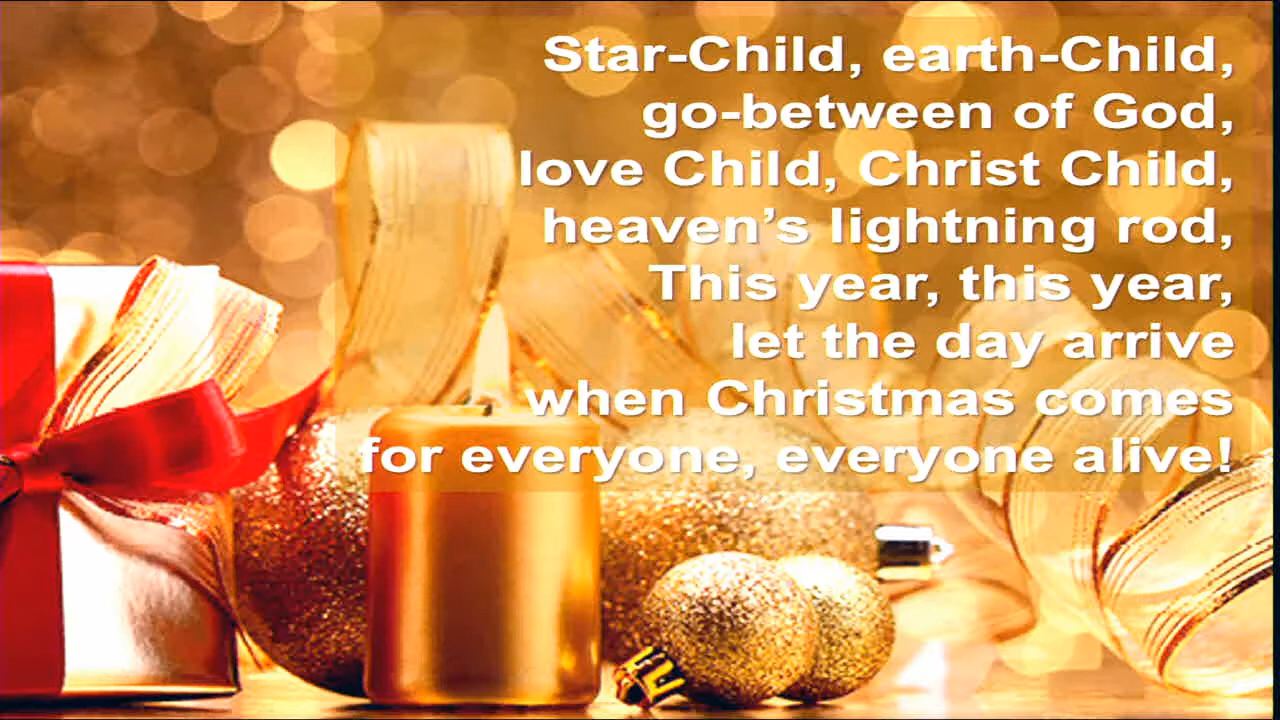 Star-Child, earth-Child,
go-between of God,
love Child, Christ Child,
heaven’s lightning rod,
This year, this year,
let the day arrive
when Christmas comes
for everyone, everyone alive!